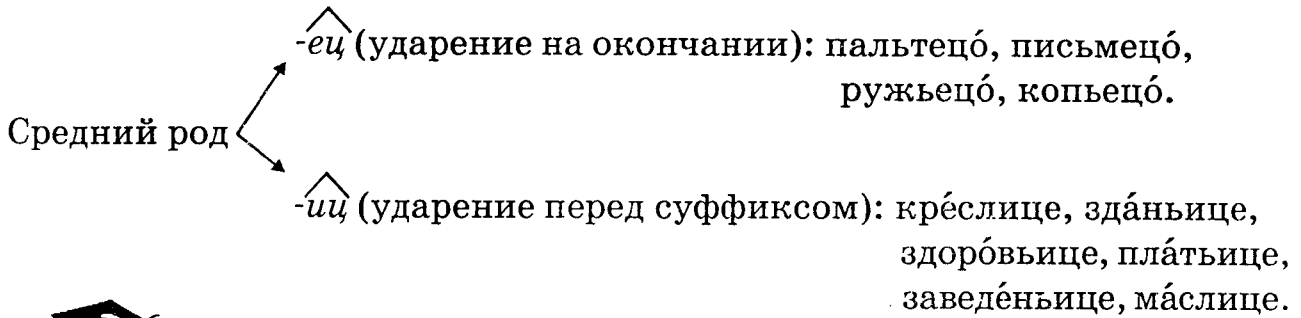 -ец (ударение на окончании): пальтецо́, письмецо́,
ружьецо́, копьецо́.
Средний род
-иц (ударение перед суффиксом): кре́слице, зда́ньице,
здоро́вьице, пла́тьице,
заведе́ньице, ма́слице.